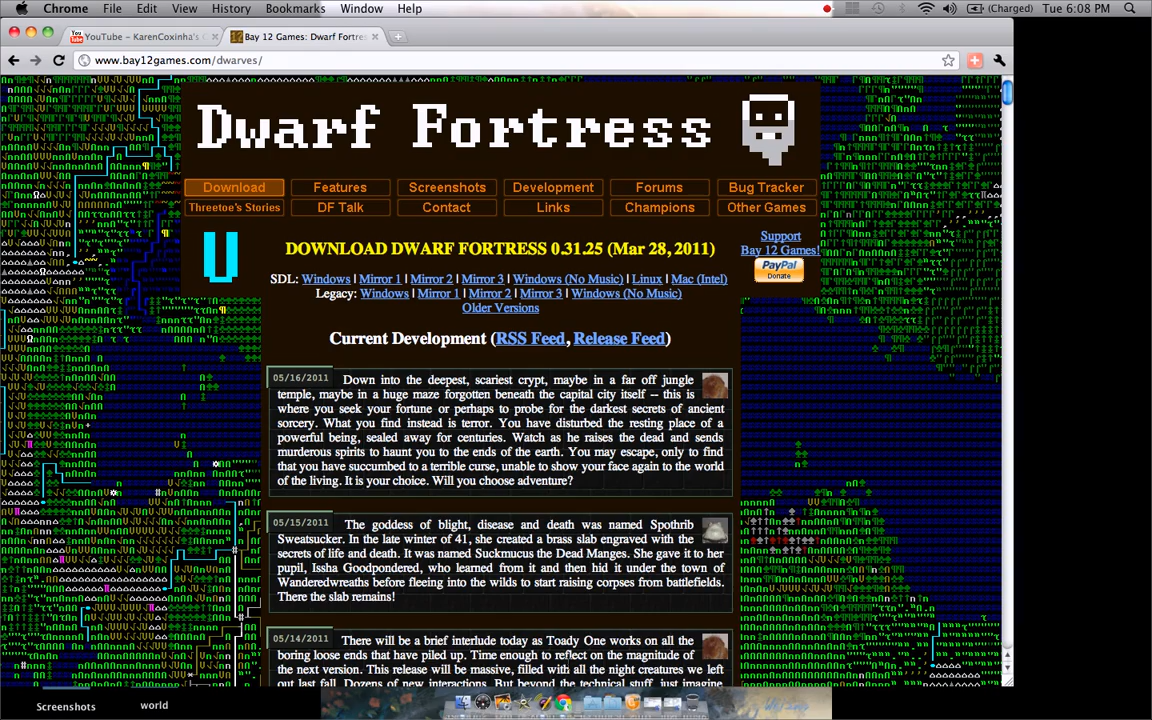 Chrome File Edit View History Bookmarks Window Help (Charged) Tue 6:08 PM
YouTube – KarenCoxinha's C Bay 12 Games: Dwarf Fortres
www.bay12games.com/dwarves/
Dwarf Fortress
Download Features Screenshots Development Forums Bug Tracker
Threetoe's Stories DF Talk Contact Links Champions Other Games
Support
Bay 12 Games!
PayPal
Donate
DOWNLOAD DWARF FORTRESS 0.31.25 (Mar 28, 2011)
SDL: Windows | Mirror 1 | Mirror 2 | Mirror 3 | Windows (No Music) | Linux | Mac (Intel)
Legacy: Windows | Mirror 1 | Mirror 2 | Mirror 3 | Windows (No Music)
Older Versions
Current Development (RSS Feed, Release Feed)
05/16/2011 Down into the deepest, scariest crypt, maybe in a far off jungle
temple, maybe in a huge maze forgotten beneath the capital city itself -- this is
where you seek your fortune or perhaps to probe for the darkest secrets of ancient
sorcery. What you find instead is terror. You have disturbed the resting place of a
powerful being, sealed away for centuries. Watch as he raises the dead and sends
murderous spirits to haunt you to the ends of the earth. You may escape, only to find
that you have succumbed to a terrible curse, unable to show your face again to the world
of the living. It is your choice. Will you choose adventure?
05/15/2011 The goddess of blight, disease and death was named Spothrib
Sweatsucker. In the late winter of 41, she created a brass slab engraved with the
secrets of life and death. It was named Suckmucus the Dead Manges. She gave it to her
pupil, Issha Goodpondered, who learned from it and then hid it under the town of
Wanderedwreaths before fleeing into the wilds to start raising corpses from battlefields.
There the slab remains!
05/14/2011 There will be a brief interlude today as Toady One works on all the
boring loose ends that have piled up. Time enough to reflect on the magnitude of
the next version. This release will be massive, filled with all the night creatures we left
out last fall. Dozens of new interactions. But beyond the technical stuff, just imagine
Screenshots world